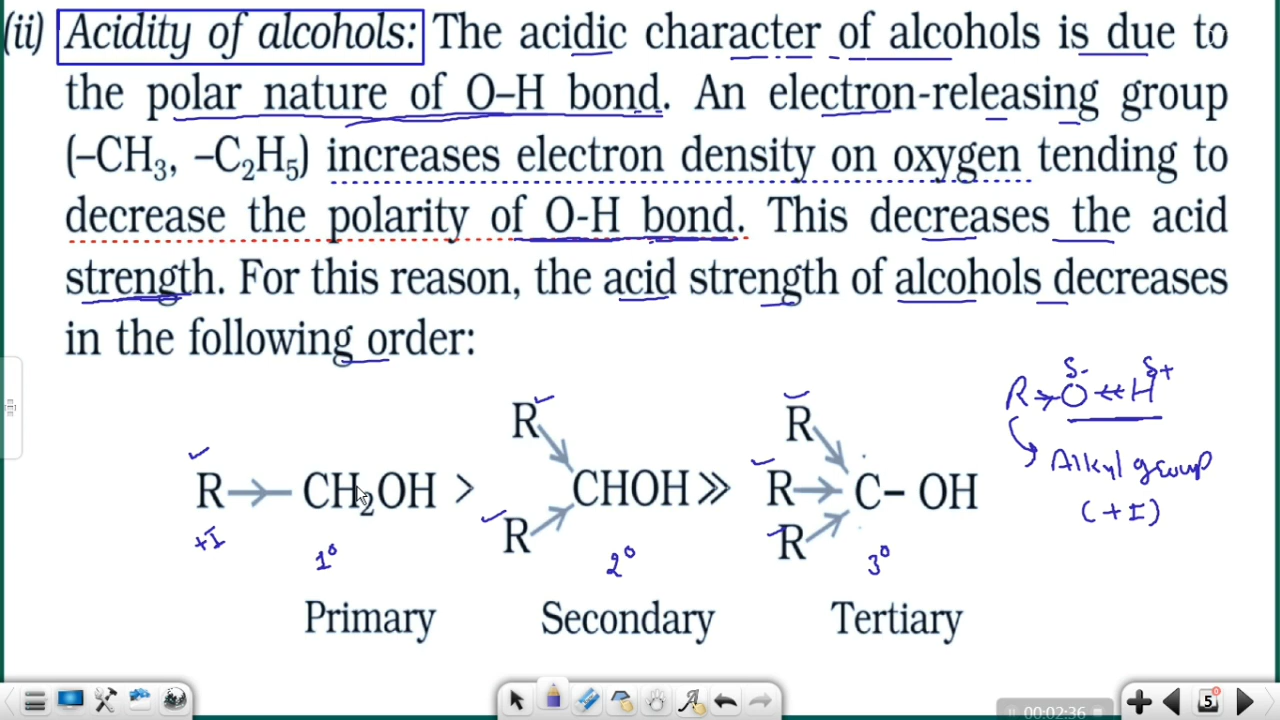 (ii) Acidity of alcohols: The acidic character of alcohols is due to
the polar nature of O–H bond. An electron-releasing group
(–CH₃, –C₂H₅) increases electron density on oxygen tending to
decrease the polarity of O-H bond. This decreases the acid
strength. For this reason, the acid strength of alcohols decreases
in the following order:
δ- δ+
R O H
Alkyl group
(+I)
R R
R CH₂OH > CHOH >> R C– OH
R R
+I 1° 2° 3°
Primary Secondary Tertiary
5
00:02:36